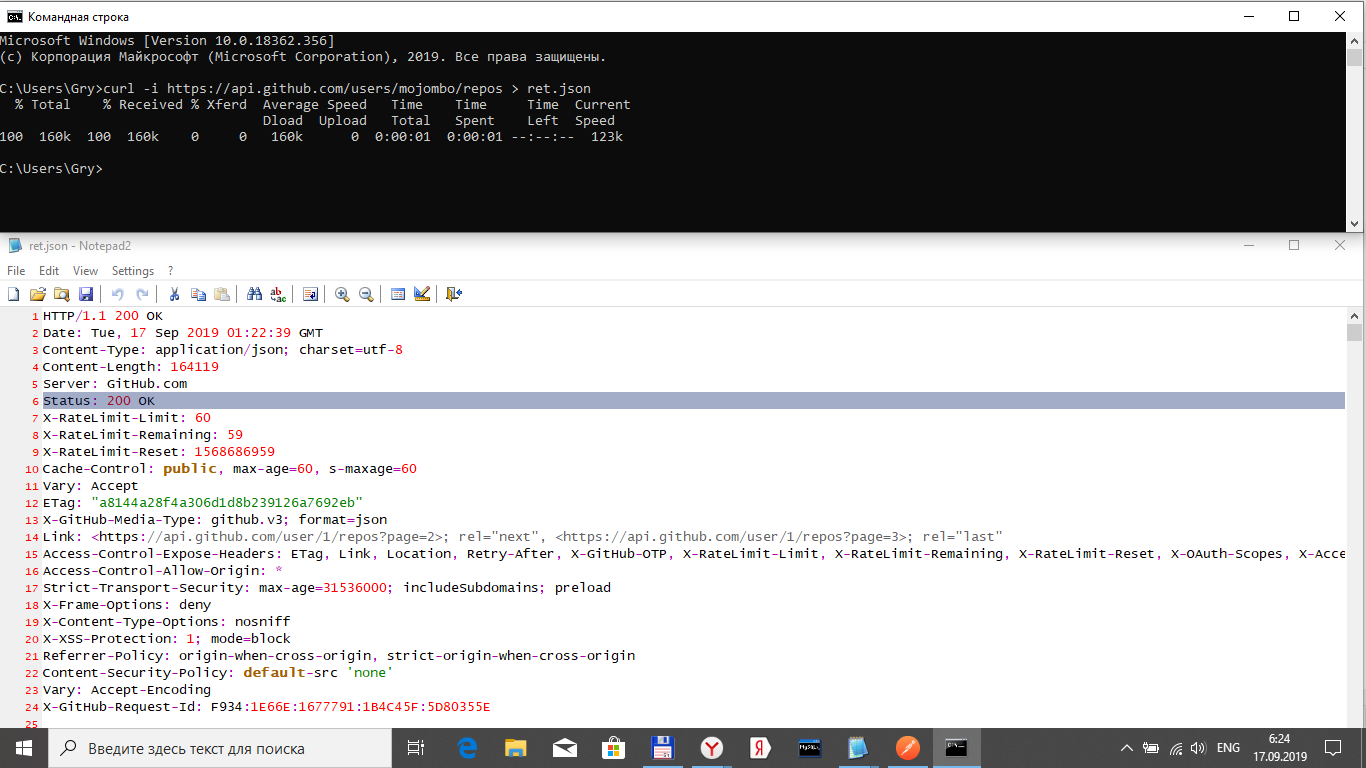 Командная строка
Microsoft Windows [Version 10.0.18362.356]
(c) Корпорация Майкрософт (Microsoft Corporation), 2019. Все права защищены.
C:\Users\Gry>curl -i https://api.github.com/users/mojombo/repos > ret.json
% Total % Received % Xferd Average Speed Time Time Time Current
Dload Upload Total Spent Left Speed
100 160k 100 160k 0 0 160k 0 0:00:01 0:00:01 --:--:-- 123k
C:\Users\Gry>
ret.json - Notepad2
File Edit View Settings ?
1 HTTP/1.1 200 OK
2 Date: Tue, 17 Sep 2019 01:22:39 GMT
3 Content-Type: application/json; charset=utf-8
4 Content-Length: 164119
5 Server: GitHub.com
6 Status: 200 OK
7 X-RateLimit-Limit: 60
8 X-RateLimit-Remaining: 59
9 X-RateLimit-Reset: 1568686959
10 Cache-Control: public, max-age=60, s-maxage=60
11 Vary: Accept
12 ETag: "a8144a28f4a306d1d8b239126a7692eb"
13 X-GitHub-Media-Type: github.v3; format=json
14 Link: <https://api.github.com/user/1/repos?page=2>; rel="next", <https://api.github.com/user/1/repos?page=3>; rel="last"
15 Access-Control-Expose-Headers: ETag, Link, Location, Retry-After, X-GitHub-OTP, X-RateLimit-Limit, X-RateLimit-Remaining, X-RateLimit-Reset, X-OAuth-Scopes, X-Acce
16 Access-Control-Allow-Origin: *
17 Strict-Transport-Security: max-age=31536000; includeSubdomains; preload
18 X-Frame-Options: deny
19 X-Content-Type-Options: nosniff
20 X-XSS-Protection: 1; mode=block
21 Referrer-Policy: origin-when-cross-origin, strict-origin-when-cross-origin
22 Content-Security-Policy: default-src 'none'
23 Vary: Accept-Encoding
24 X-GitHub-Request-Id: F934:1E66E:1677791:1B4C45F:5D80355E
25
Введите здесь текст для поиска
ENG
6:24
17.09.2019